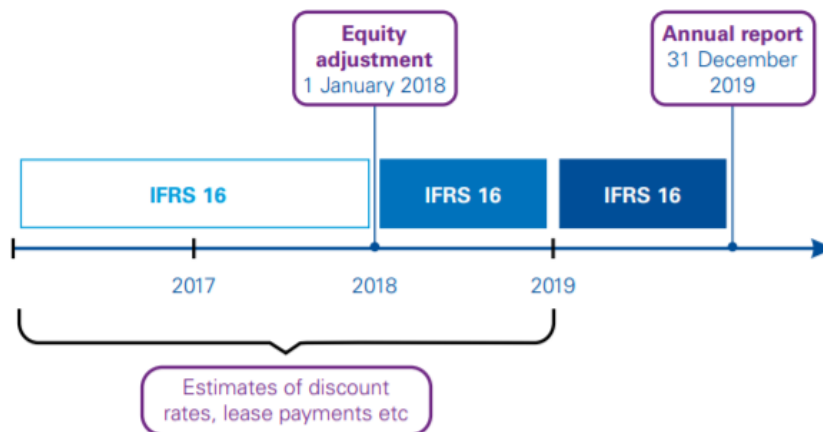 Equity
adjustment
1 January 2018
Annual report
31 December
2019
IFRS 16
IFRS 16
IFRS 16
2017
2018
2019
Estimates of discount
rates, lease payments etc